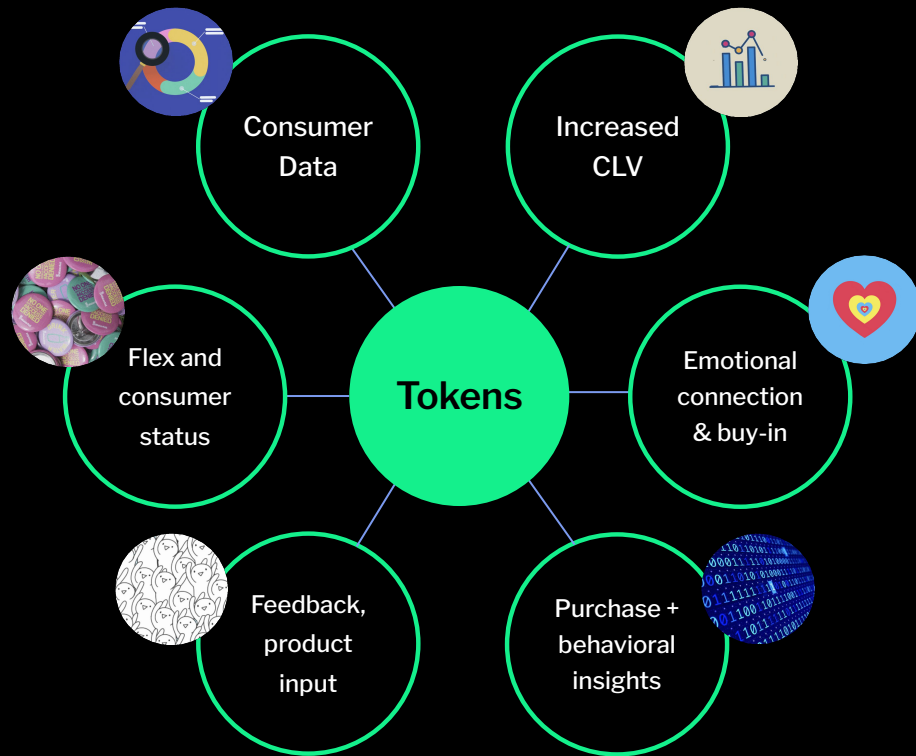 Consumer
Data
Increased
CLV
Flex and
consumer
status
Tokens
Emotional
connection
& buy-in
Feedback,
product
input
Purchase +
behavioral
insights